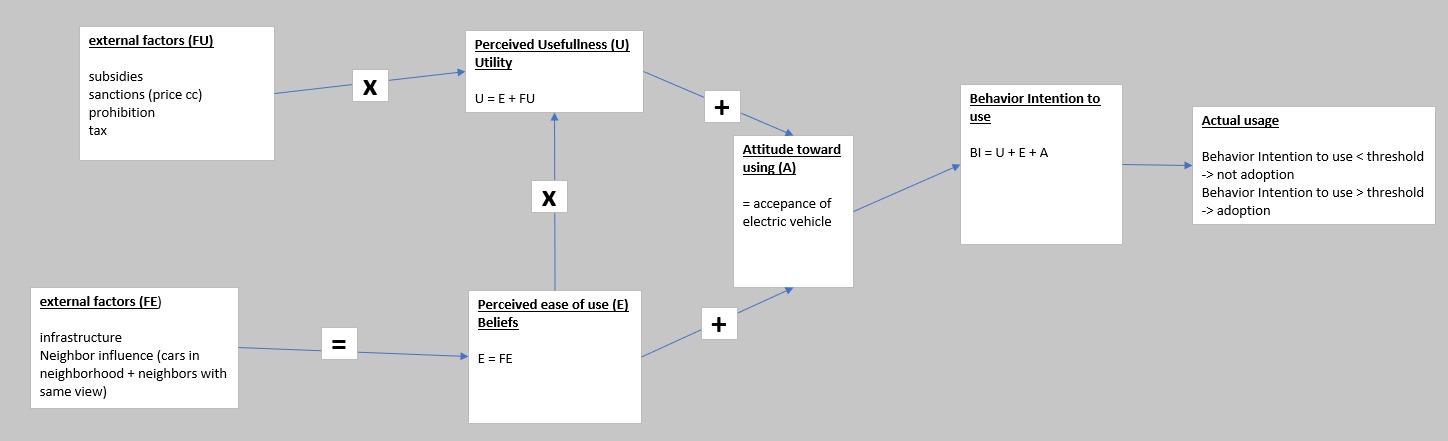 external factors (FU)
subsidies
sanctions (price cc)
prohibition
tax
X
Perceived Usefullness (U)
Utility
U = E + FU
+
X
Attitude toward
using (A)
= accepance of
electric vehicle
Behavior Intention to
use
BI = U + E + A
Actual usage
Behavior Intention to use < threshold
-> not adoption
Behavior Intention to use > threshold
-> adoption
external factors (FE)
infrastructure
Neighbor influence (cars in
neighborhood + neighbors with
same view)
=
Perceived ease of use (E)
Beliefs
E = FE
+